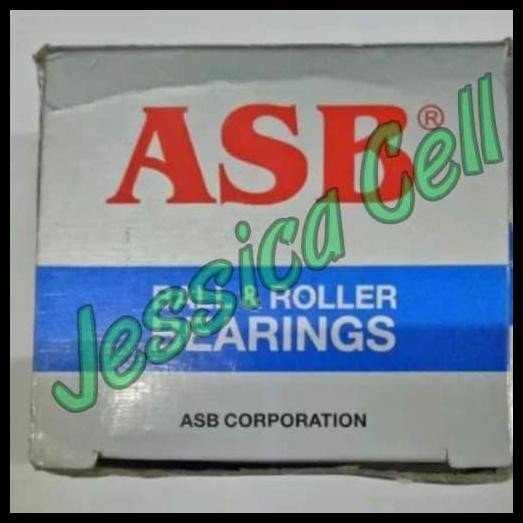 ASB®
BALL & ROLLER
BEARINGS
ASB CORPORATION
Jessica Cell